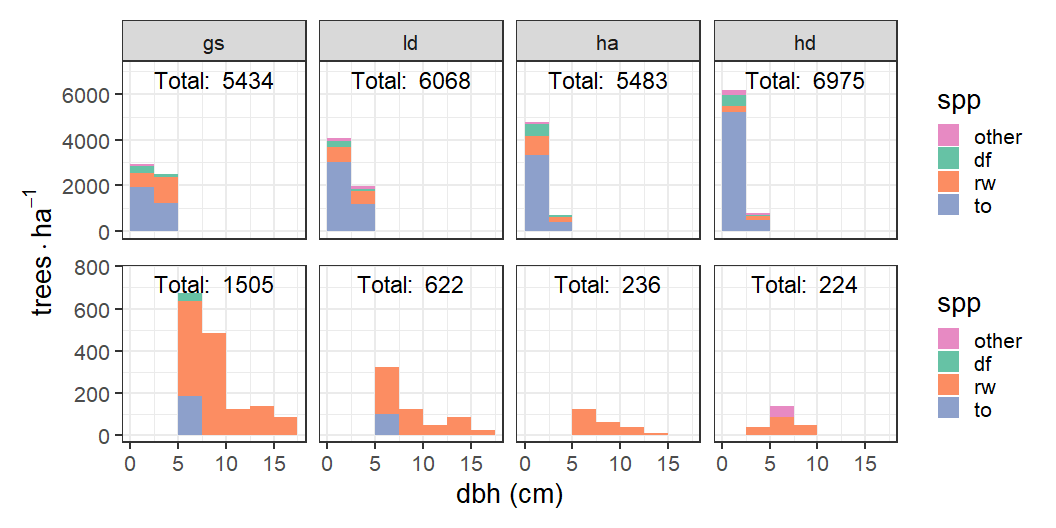 gs ld ha hd
Total: 5434 Total: 6068 Total: 5483 Total: 6975
6000
4000
2000
0
spp
other
df
rw
to
Total: 1505 Total: 622 Total: 236 Total: 224
800
600
400
200
0
spp
other
df
rw
to
0 5 10 15 0 5 10 15 0 5 10 15 0 5 10 15
dbh (cm)
trees · ha⁻¹